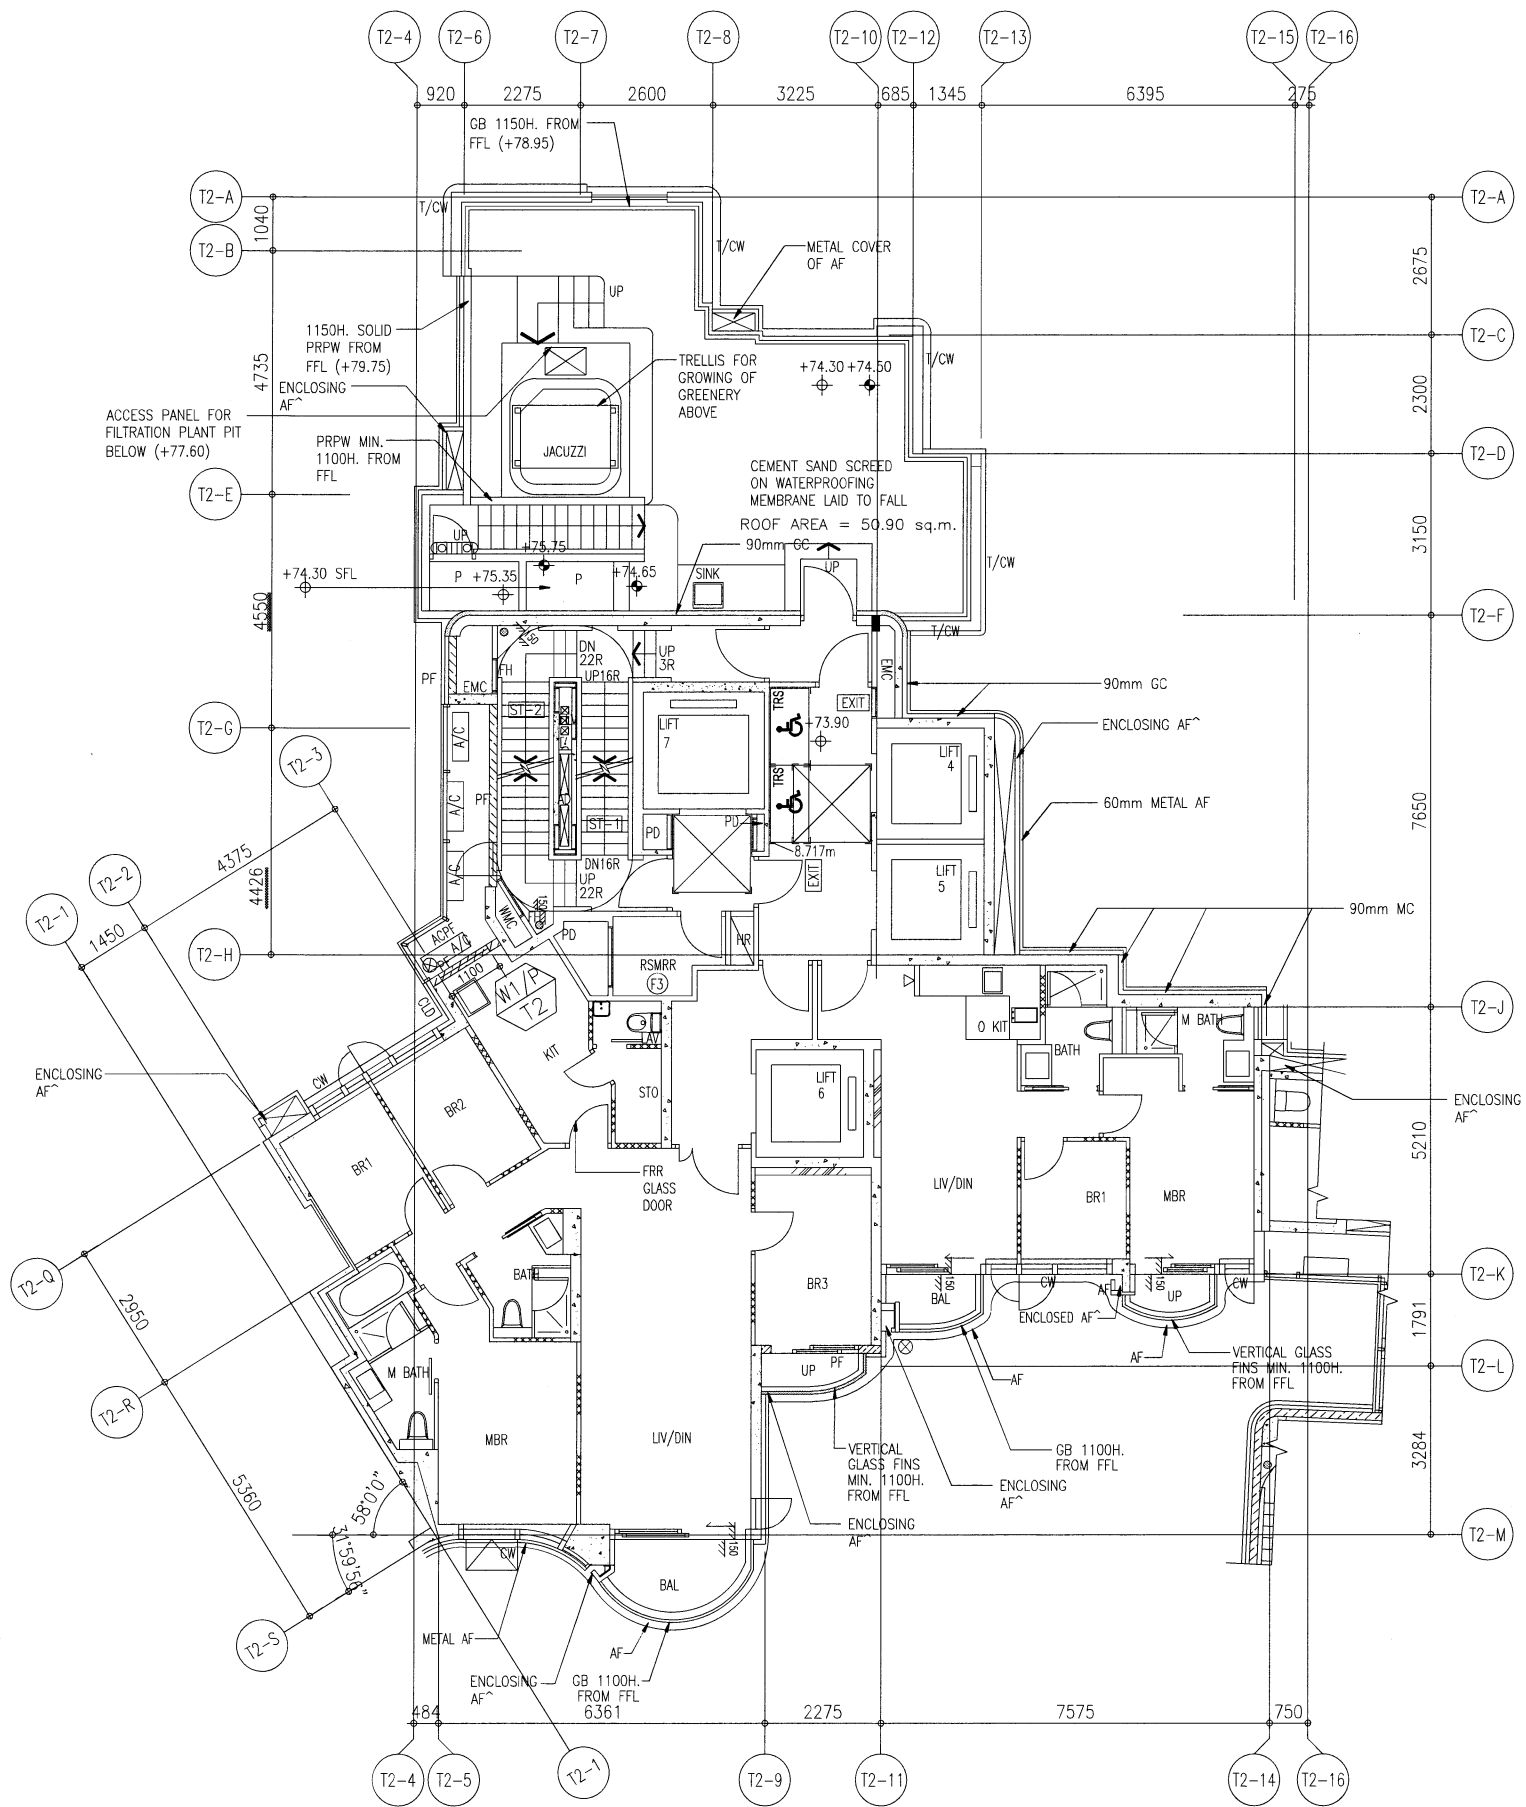 T2-4
T2-6
T2-7
T2-8
T2-10
T2-12
T2-13
T2-15
T2-16
920
2275
2600
3225
685
1345
6395
275
GB 1150H. FROM
FFL (+78.95)
T2-A
T/CW
T2-A
1040
T2-B
T/CW
METAL COVER
OF AF
2675
UP
1150H. SOLID
PRPW FROM
FFL (+79.75)
T2-C
4735
ENCLOSING
AF^
TRELLIS FOR
GROWING OF
GREENERY
ABOVE
+74.30
+74.50
T/CW
2300
ACCESS PANEL FOR
FILTRATION PLANT PIT
BELOW (+77.60)
PRPW MIN.
1100H. FROM
FFL
JACUZZI
T2-D
T2-E
CEMENT SAND SCREED
ON WATERPROOFING
MEMBRANE LAID TO FALL
ROOF AREA = 50.90 sq.m.
3150
UP
+75.75
90mm GC
T/CW
+74.30 SFL
P
+75.35
P
+74.65
SINK
UP
4550
T2-F
150
T/CW
DN
22R
UP
3R
PF
EMC
FH
UP16R
EMC
90mm GC
T2-G
ST-2
TRS
EXIT
A/C
LIFT
7
+73.90
ENCLOSING AF^
T2-3
LIFT
4
A/C
PF
TRS
60mm METAL AF
7650
AD
ST-1
PD
PD
8.717m
4375
A/C
DN16R
UP
22R
EXIT
LIFT
5
T2-2
4426
150
WMC
90mm MC
T2-1
1450
ACPF
A/C
PF
PD
HR
T2-H
1100
RSMRR
F3
W1/P
T2
CLD
T2-J
O KIT
M BATH
KIT
LAV
BATH
ENCLOSING
AF^
CW
LIFT
6
STO
BR2
ENCLOSING
AF^
5210
BR1
FRR
GLASS
DOOR
LIV/DIN
BR1
MBR
T2-Q
BATH
BR3
150
CW
AF
150
CW
T2-K
BAL
UP
2950
ENCLOSED AF^
1791
AF
VERTICAL GLASS
FINS MIN. 1100H.
FROM FFL
UP
PF
T2-L
M BATH
AF
T2-R
MBR
LIV/DIN
VERTICAL
GLASS FINS
MIN. 1100H.
FROM FFL
GB 1100H.
FROM FFL
3284
ENCLOSING
AF^
5360
58°0'0"
ENCLOSING
AF^
T2-M
150
31°59'56"
CW
BAL
T2-S
METAL AF
AF
ENCLOSING
AF^
GB 1100H.
FROM FFL
484
6361
2275
7575
750
T2-4
T2-5
T2-1
T2-9
T2-11
T2-14
T2-16